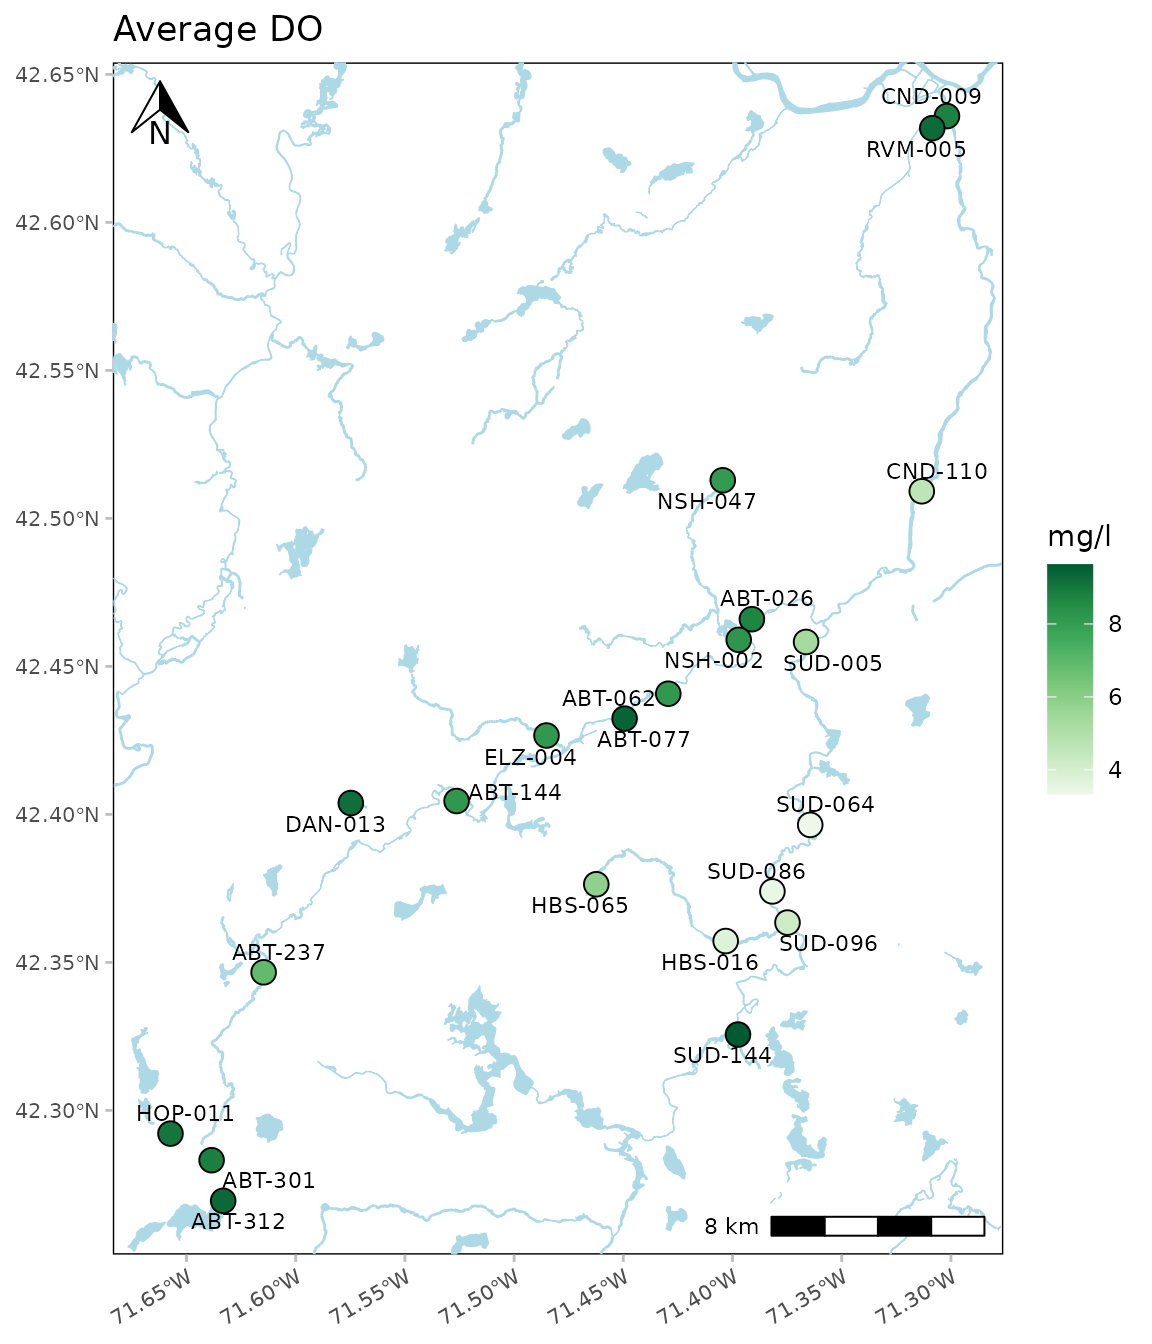 Average DO
42.65°N
42.60°N
42.55°N
42.50°N
42.45°N
42.40°N
42.35°N
42.30°N
N
CND-009
RVM-005
CND-110
NSH-047
ABT-026
NSH-002
SUD-005
ABT-062
ABT-077
ELZ-004
ABT-144
DAN-013
SUD-064
SUD-086
HBS-065
SUD-096
ABT-237
HBS-016
SUD-144
HOP-011
ABT-301
ABT-312
8 km
71.65°W
71.60°W
71.55°W
71.50°W
71.45°W
71.40°W
71.35°W
71.30°W
mg/l
8
6
4